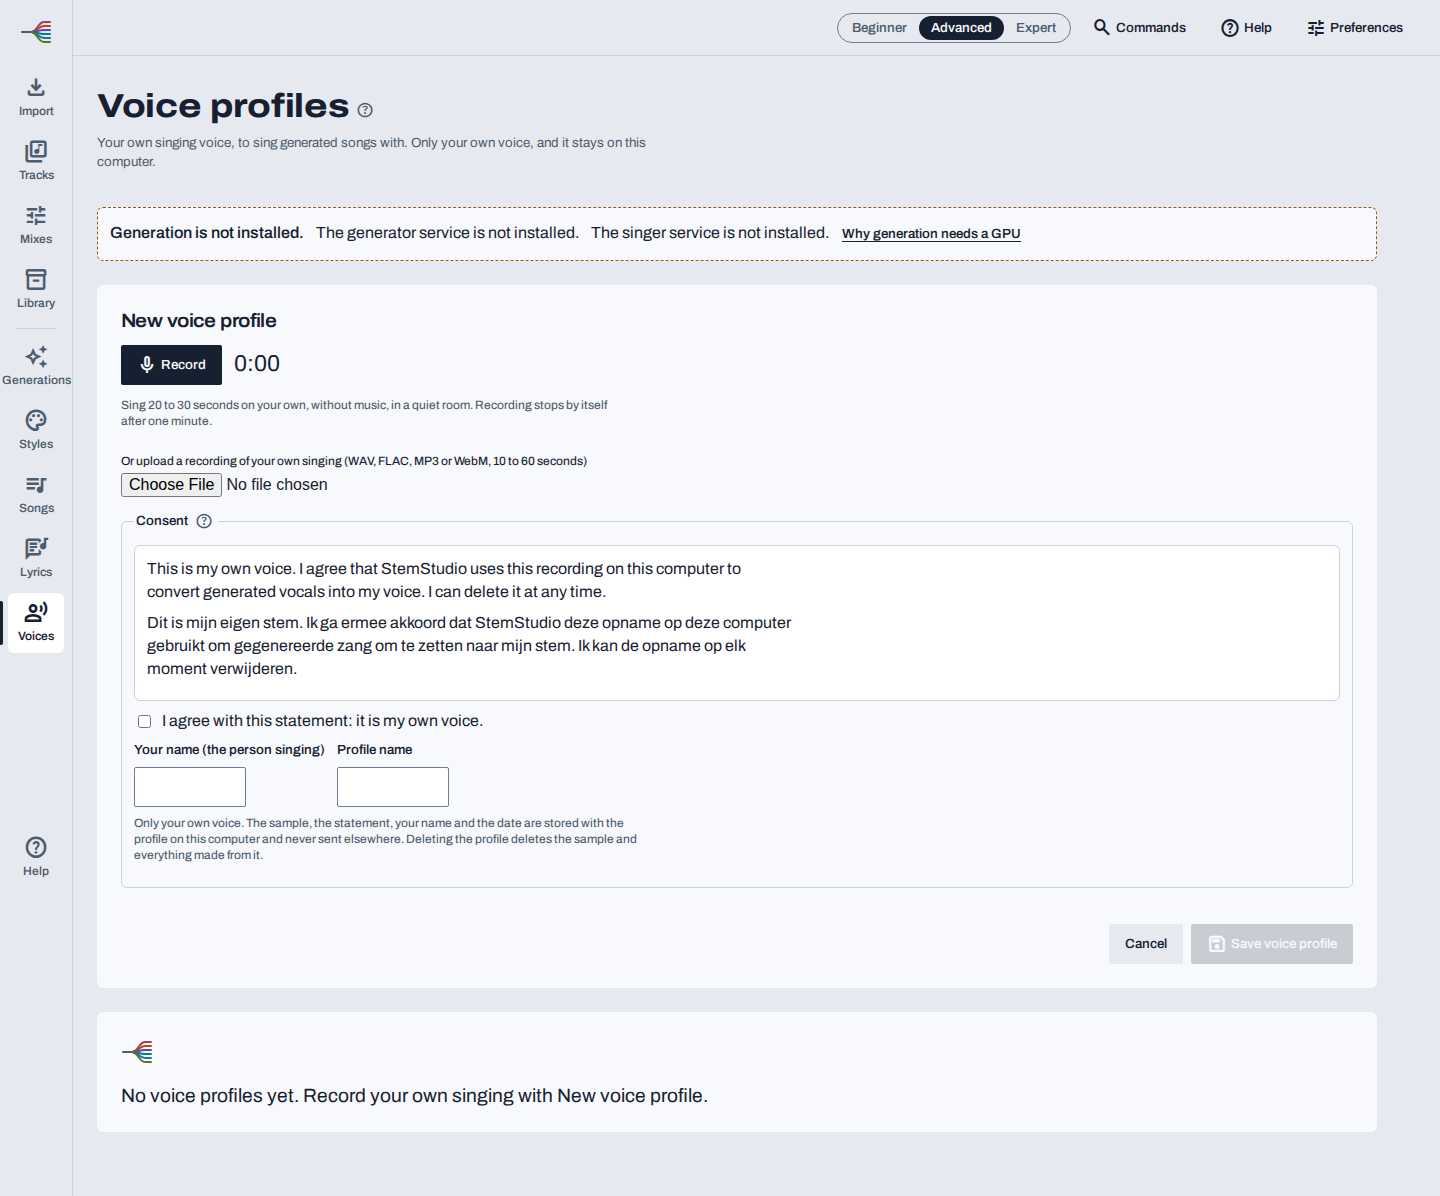 Beginner Advanced Expert Commands Help Preferences
Import
Tracks
Mixes
Library
Generations
Styles
Songs
Lyrics
Voices
Help
Voice profiles
Your own singing voice, to sing generated songs with. Only your own voice, and it stays on this
computer.
Generation is not installed. The generator service is not installed. The singer service is not installed. Why generation needs a GPU
New voice profile
Record 0:00
Sing 20 to 30 seconds on your own, without music, in a quiet room. Recording stops by itself
after one minute.
Or upload a recording of your own singing (WAV, FLAC, MP3 or WebM, 10 to 60 seconds)
Choose File No file chosen
Consent
This is my own voice. I agree that StemStudio uses this recording on this computer to
convert generated vocals into my voice. I can delete it at any time.
Dit is mijn eigen stem. Ik ga ermee akkoord dat StemStudio deze opname op deze computer
gebruikt om gegenereerde zang om te zetten naar mijn stem. Ik kan de opname op elk
moment verwijderen.
I agree with this statement: it is my own voice.
Your name (the person singing) Profile name
Only your own voice. The sample, the statement, your name and the date are stored with the
profile on this computer and never sent elsewhere. Deleting the profile deletes the sample and
everything made from it.
Cancel Save voice profile
No voice profiles yet. Record your own singing with New voice profile.